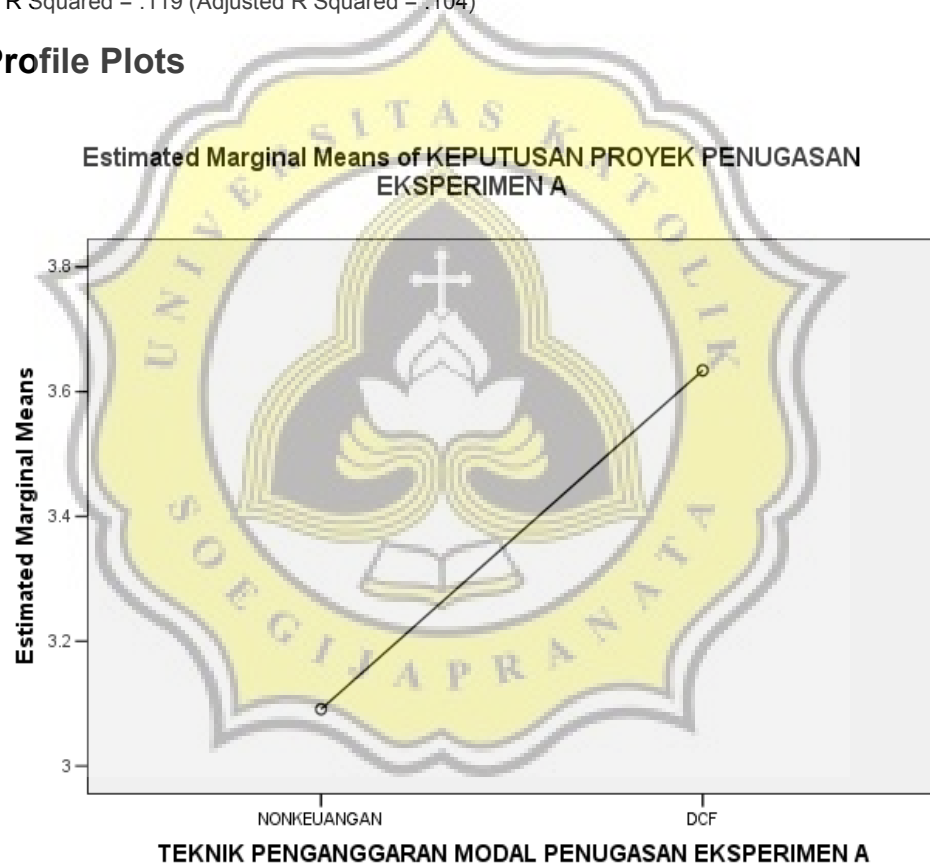 R Squared = .119 (Adjusted R Squared = .104)
Profile Plots
Estimated Marginal Means of KEPUTUSAN PROYEK PENUGASAN
EKSPERIMEN A
UNIVERSITAS KATOLIK
3.8
3.6
3.4
3.2
3
Estimated Marginal Means
SOEGIJAPRANATA
NONKEUANGAN
DCF
TEKNIK PENGANGGARAN MODAL PENUGASAN EKSPERIMEN A